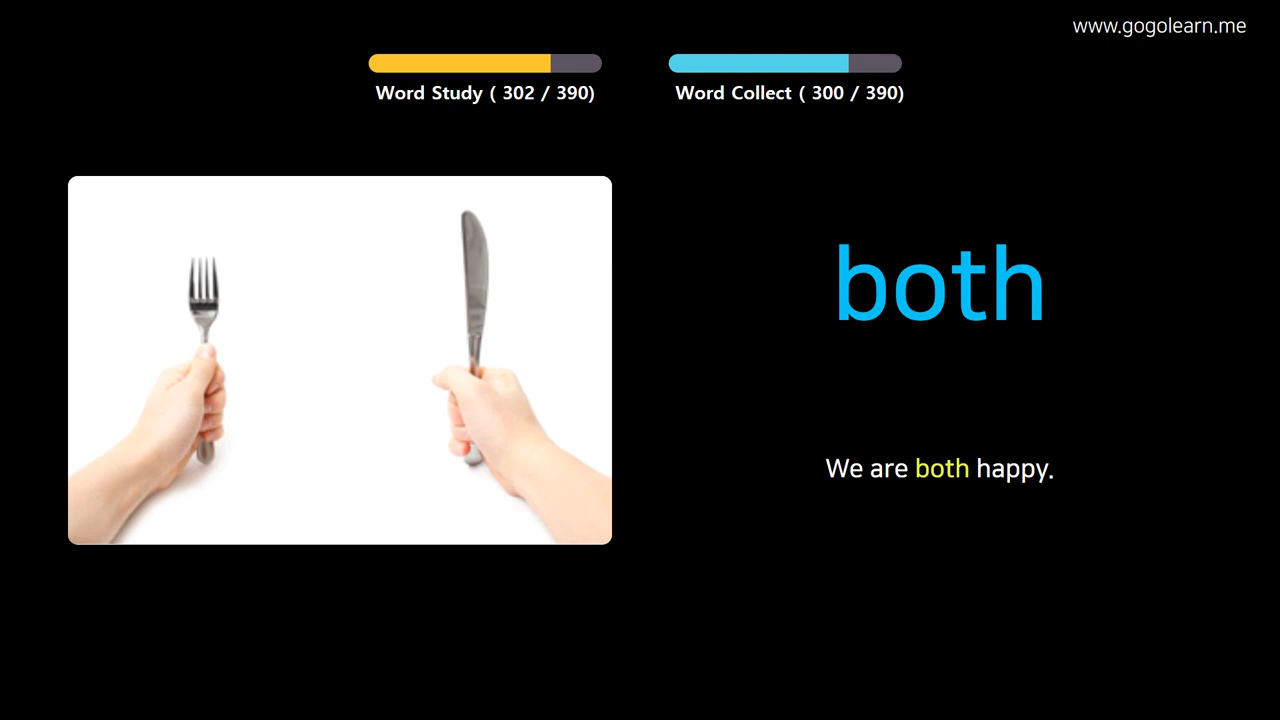 www.gogolearn.me
Word Study ( 302 / 390)
Word Collect ( 300 / 390)
both
We are both happy.